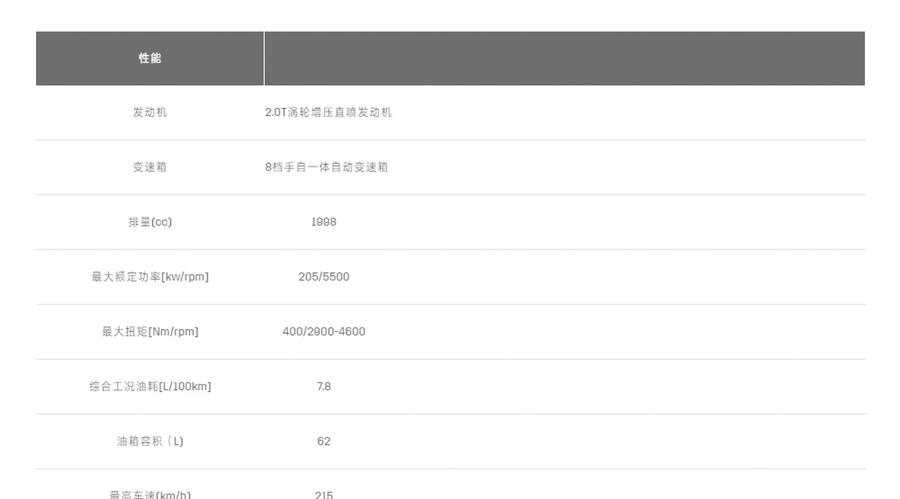 性能
发动机 2.0T涡轮增压直喷发动机
变速箱 8档手自一体自动变速箱
排量(cc) 1998
最大额定功率[kw/rpm] 205/5500
最大扭矩[Nm/rpm] 400/2900-4600
综合工况油耗[L/100km] 7.8
油箱容积（L) 62
最高车速(km/h) 215